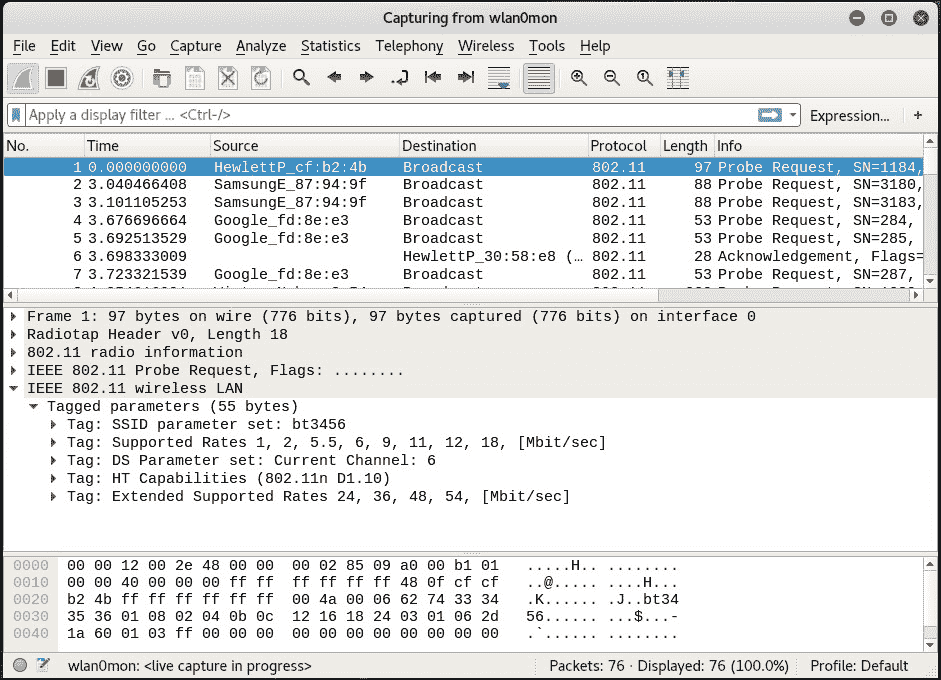 Capturing from wlan0mon
File Edit View Go Capture Analyze Statistics Telephony Wireless Tools Help
Apply a display filter ... <Ctrl-/> Expression... +
No. Time Source Destination Protocol Length Info
1 0.000000000 HewlettP_cf:b2:4b Broadcast 802.11 97 Probe Request, SN=1184,
2 3.040466408 SamsungE_87:94:9f Broadcast 802.11 88 Probe Request, SN=3180,
3 3.101105253 SamsungE_87:94:9f Broadcast 802.11 88 Probe Request, SN=3183,
4 3.676696664 Google_fd:8e:e3 Broadcast 802.11 53 Probe Request, SN=284,
5 3.692513529 Google_fd:8e:e3 Broadcast 802.11 53 Probe Request, SN=285,
6 3.698333009 HewlettP_30:58:e8 (… 802.11 28 Acknowledgement, Flags=
7 3.723321539 Google_fd:8e:e3 Broadcast 802.11 53 Probe Request, SN=287,
Frame 1: 97 bytes on wire (776 bits), 97 bytes captured (776 bits) on interface 0
Radiotap Header v0, Length 18
802.11 radio information
IEEE 802.11 Probe Request, Flags: ........
IEEE 802.11 wireless LAN
Tagged parameters (55 bytes)
Tag: SSID parameter set: bt3456
Tag: Supported Rates 1, 2, 5.5, 6, 9, 11, 12, 18, [Mbit/sec]
Tag: DS Parameter set: Current Channel: 6
Tag: HT Capabilities (802.11n D1.10)
Tag: Extended Supported Rates 24, 36, 48, 54, [Mbit/sec]
0000 00 00 12 00 2e 48 00 00 00 02 85 09 a0 00 b1 01 .....H.. ........
0010 00 00 40 00 00 00 ff ff ff ff ff ff 48 0f cf cf ..@..... ....H...
0020 b2 4b ff ff ff ff ff ff 00 4a 00 06 62 74 33 34 .K...... .J..bt34
0030 35 36 01 08 02 04 0b 0c 12 16 18 24 03 01 06 2d 56...... ...$...-
0040 1a 60 01 03 ff 00 00 00 00 00 00 00 00 00 00 00 .`...... ........
wlan0mon: <live capture in progress> Packets: 76 · Displayed: 76 (100.0%) Profile: Default